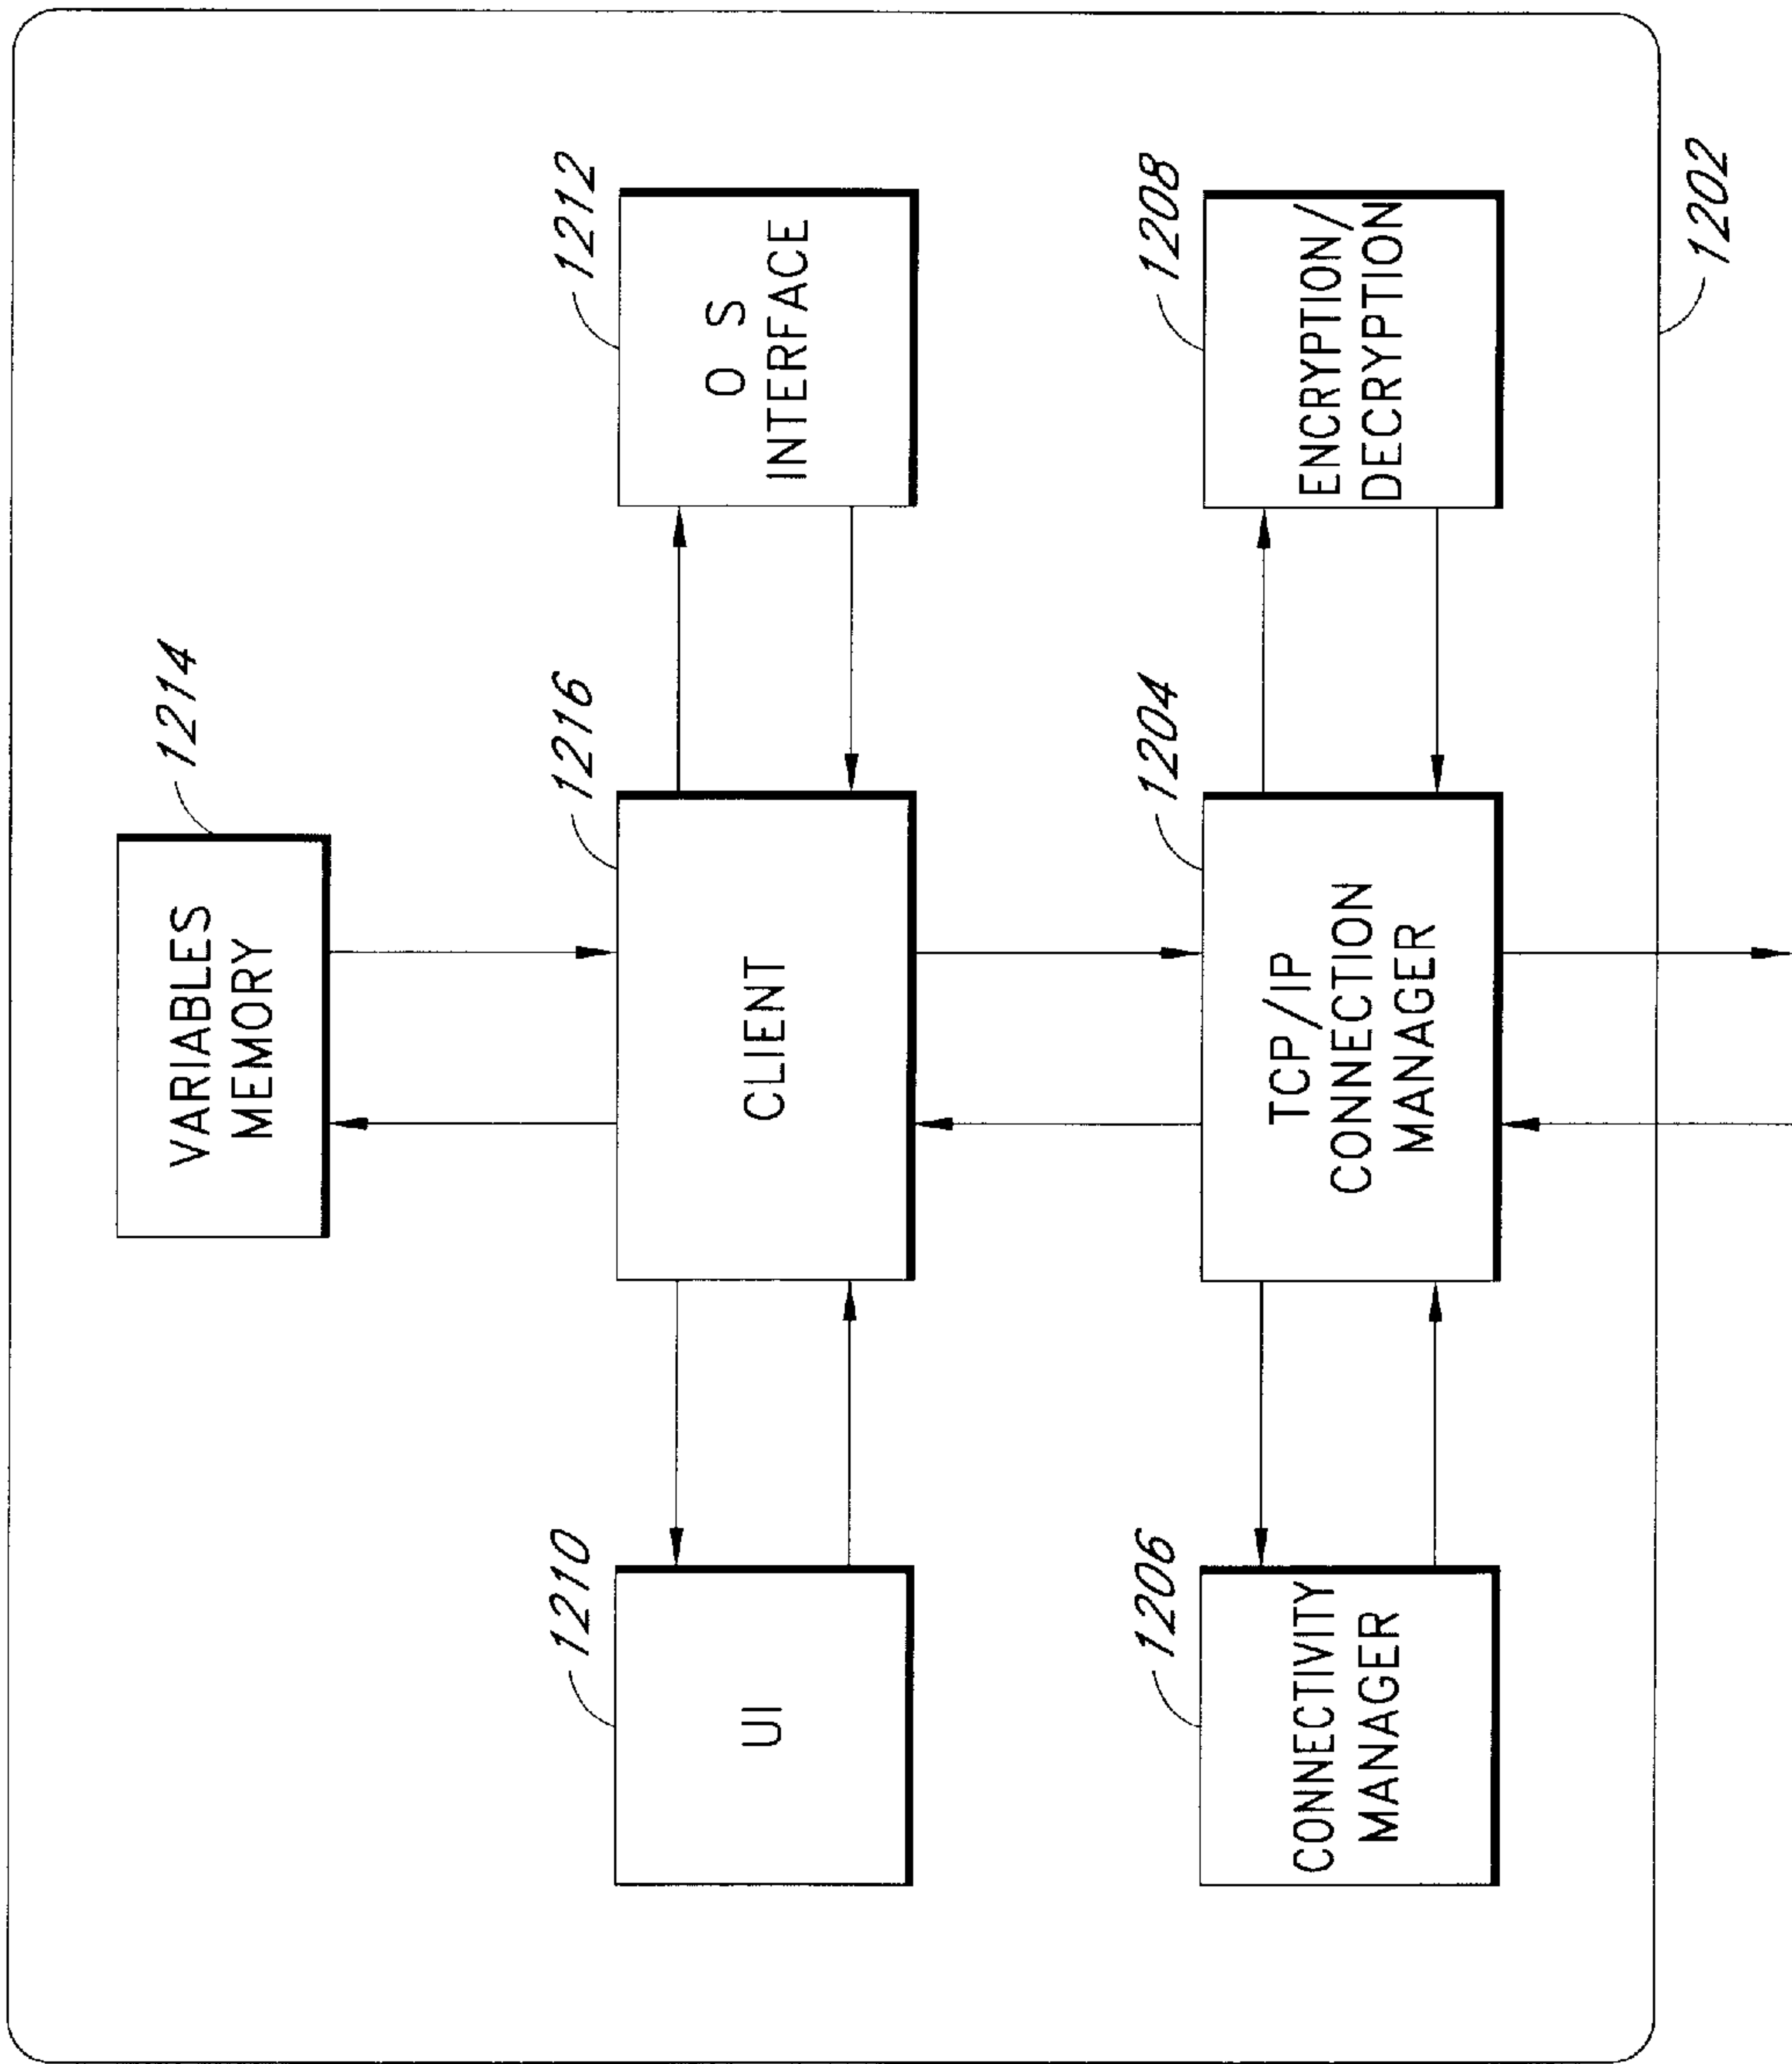 1214
VARIABLES
MEMORY
1210
UI
1216
CLIENT
1212
O S
INTERFACE
1206
CONNECTIVITY
MANAGER
1204
TCP/IP
CONNECTION
MANAGER
1208
ENCRYPTION/
DECRYPTION
1202